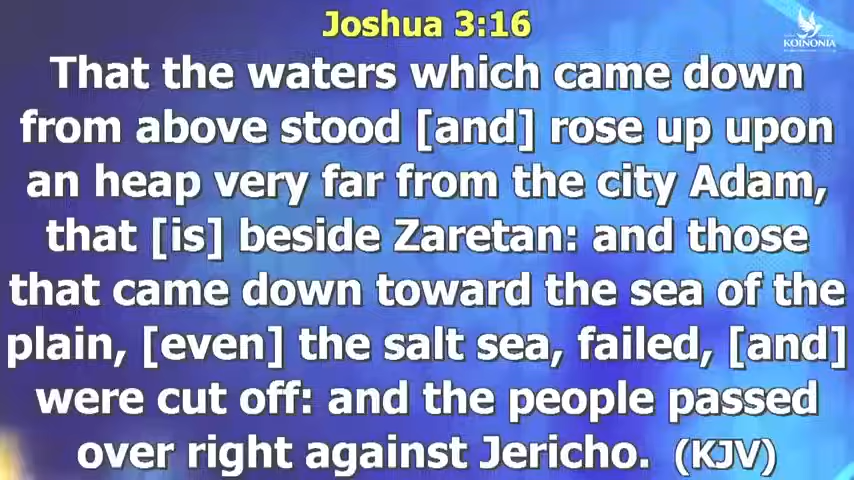 Joshua 3:16
KOINONIA
That the waters which came down
from above stood [and] rose up upon
an heap very far from the city Adam,
that [is] beside Zaretan: and those
that came down toward the sea of the
plain, [even] the salt sea, failed, [and]
were cut off: and the people passed
over right against Jericho. (KJV)